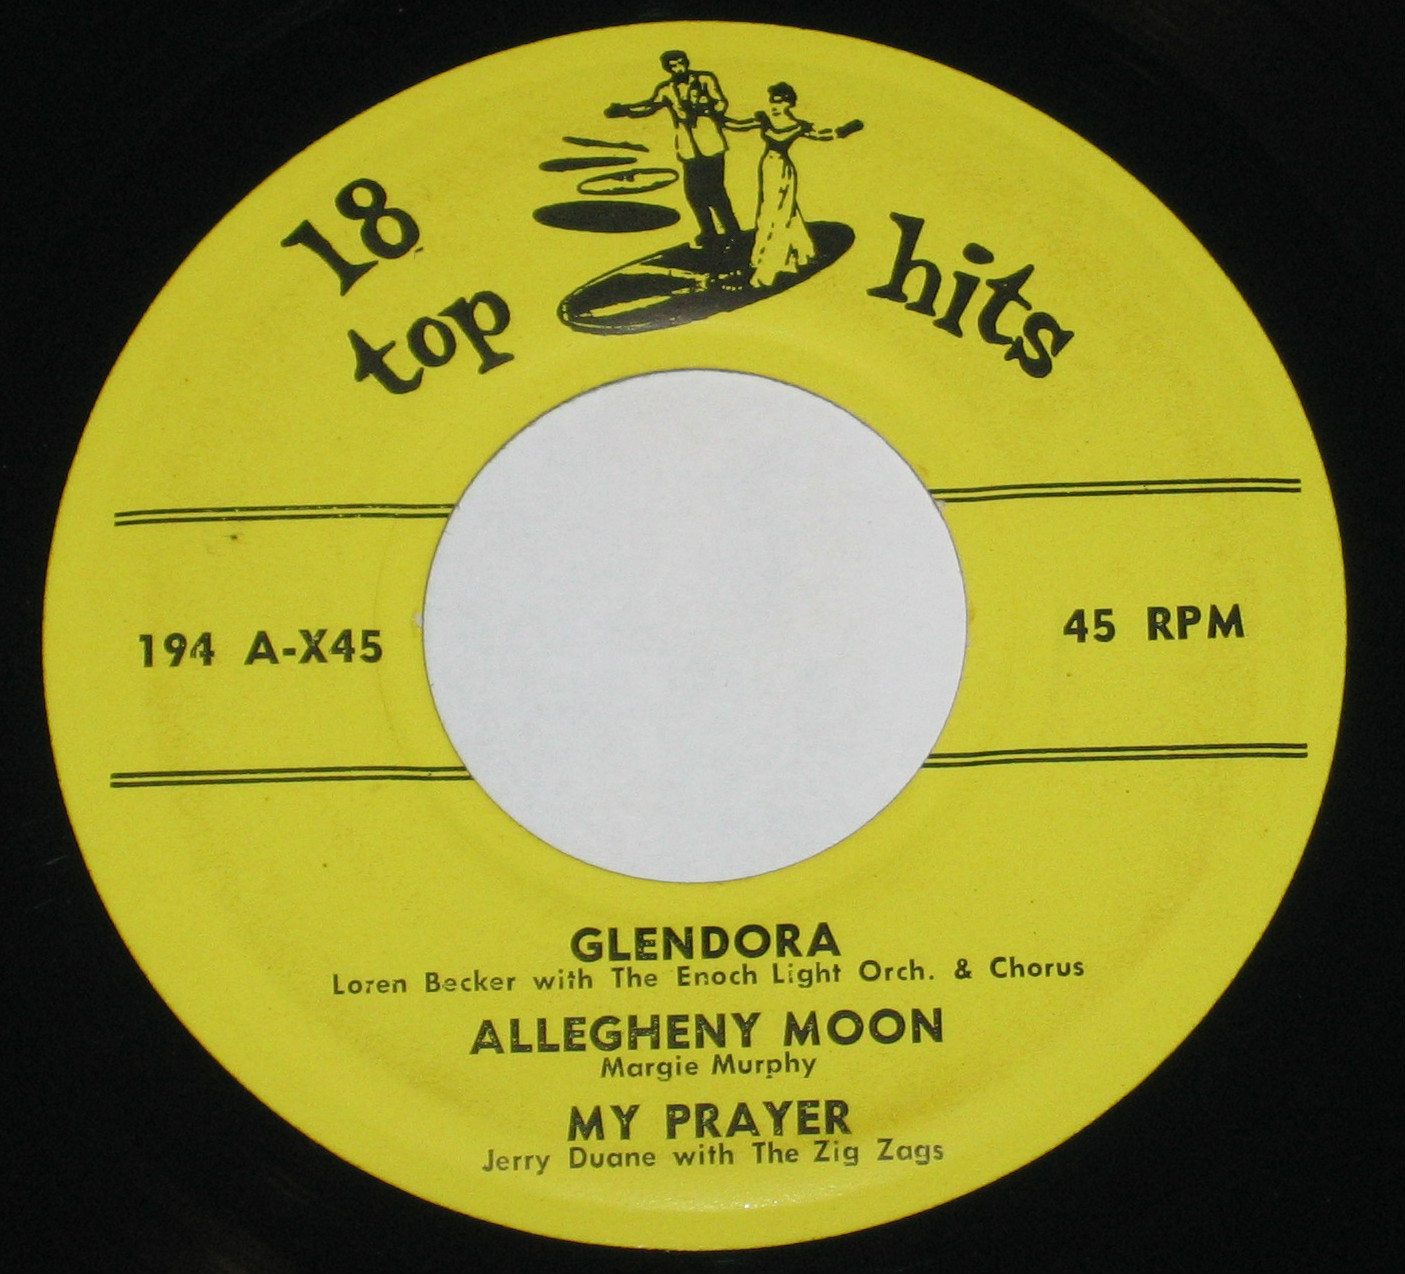 18
top hits
194 A-X45
45 RPM
GLENDORA
Loren Becker with The Enoch Light Orch. & Chorus
ALLEGHENY MOON
Margie Murphy
MY PRAYER
Jerry Duane with The Zig Zags